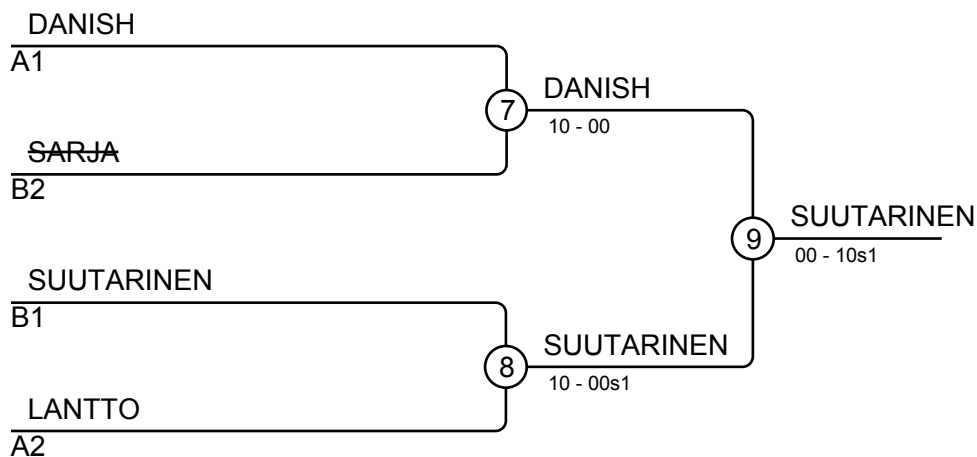 DANISH
A1
7
DANISH
10 - 00
SARJA
B2
9
SUUTARINEN
00 - 10s1
SUUTARINEN
B1
8
SUUTARINEN
10 - 00s1
LANTTO
A2